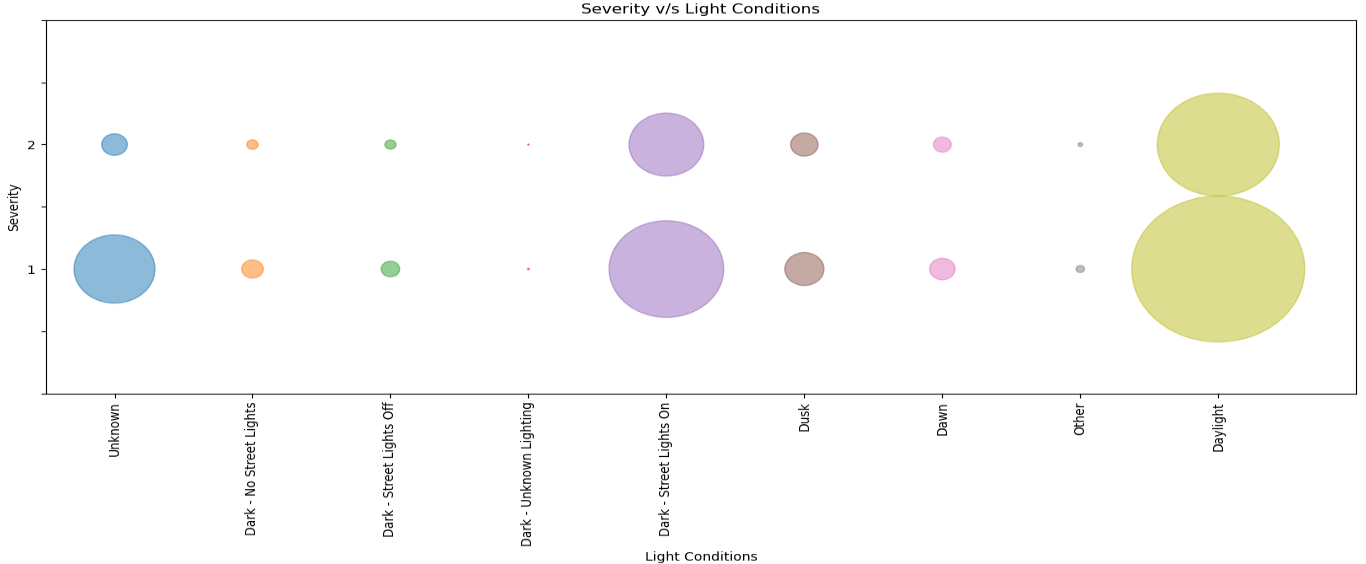 Severity v/s Light Conditions
2
1
Severity
Unknown
Dark - No Street Lights
Dark - Street Lights Off
Dark - Unknown Lighting
Dark - Street Lights On
Dusk
Dawn
Other
Daylight
Light Conditions